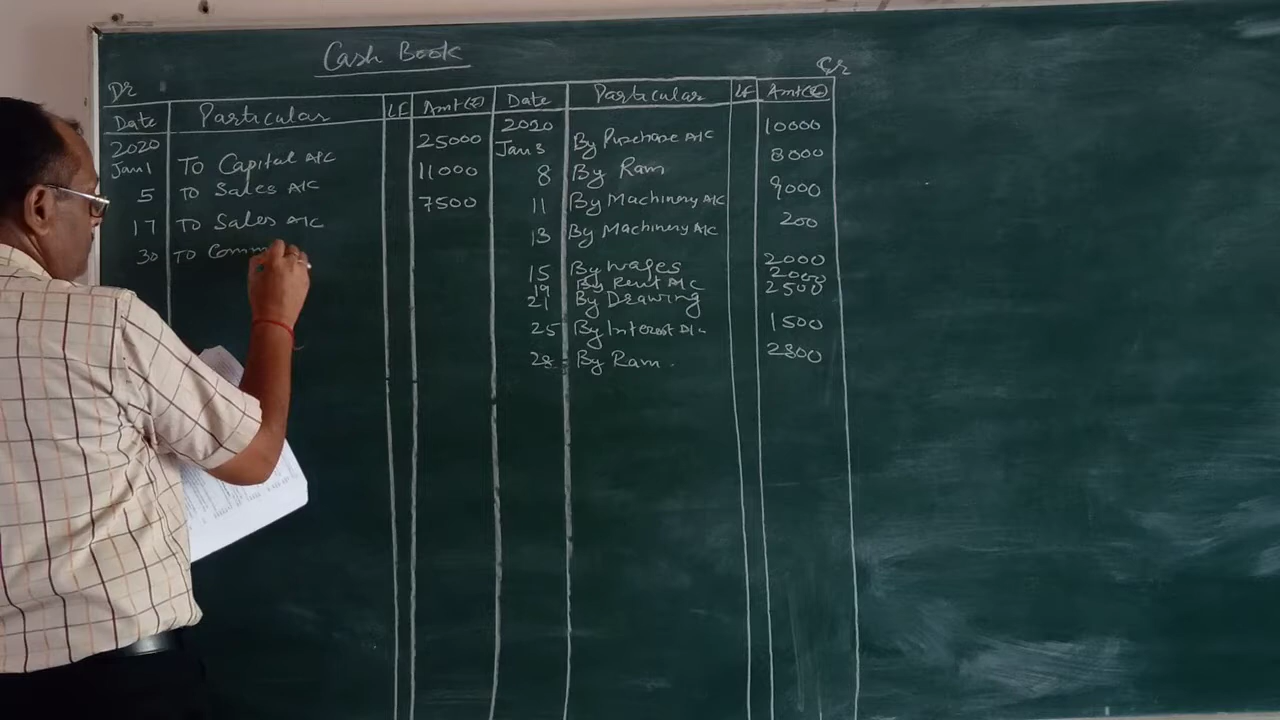 Cash Book
Dr Cr
Date Particular LF Amt(₹) Date Particular LF Amt(₹)
2020 25000 2020 10000
Jan 1 To Capital A/C Jan 3 By Purchase A/C
5 To Sales A/C 11000 8 By Ram 8000
17 To Sales A/C 7500 11 By Machinery A/C 9000
30 To Comm 13 By Machinery A/C 200
15 By Wages 2000
19 By Rent A/C 2000
21 By Drawing 2500
25 By Interest A/c 1500
28 By Ram 2800